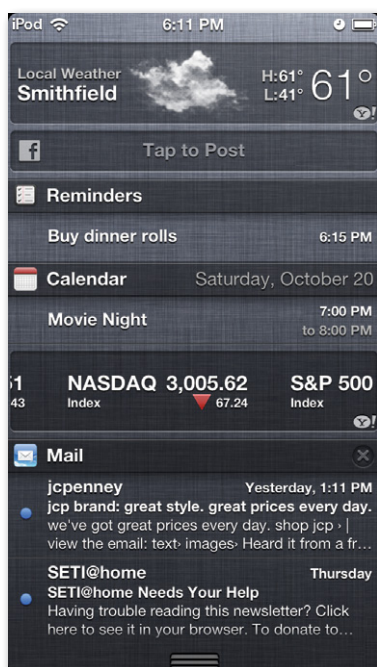 iPod 6:11 PM
Local Weather
Smithfield
H:61° 61°
L:41°
Y!
f Tap to Post
Reminders
Buy dinner rolls 6:15 PM
Calendar Saturday, October 20
Movie Night 7:00 PM
to 8:00 PM
1 NASDAQ 3,005.62 S&P 500
43 Index 67.24 Index
Y!
Mail
jcpenney Yesterday, 1:11 PM
jcp brand: great style. great prices every day.
we've got great prices every day. shop jcp › |
view the email: text› images› Heard it from a fr...
SETI@home Thursday
SETI@home Needs Your Help
Having trouble reading this newsletter? Click
here to see it in your browser. To donate to...